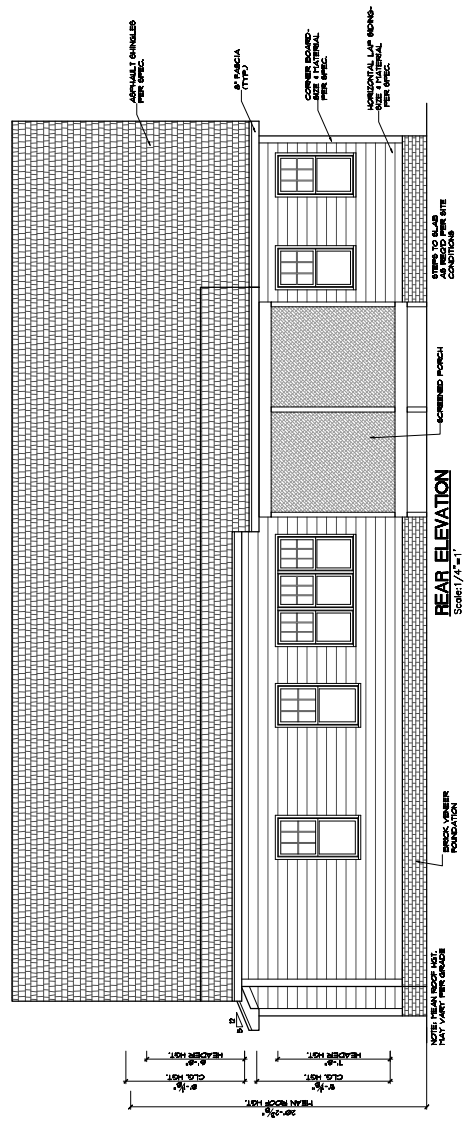 ASPHALT SHINGLES
PER SPEC.
8" FASCIA
(TYP.)
CORNER BOARD-
SIZE & MATERIAL
PER SPEC.
HORIZONTAL LAP SIDING-
SIZE & MATERIAL
PER SPEC.
STEPS TO SLAB
AS REQ'D PER SITE
CONDITIONS
SCREENED PORCH
REAR ELEVATION
Scale: 1/4"=1'
BRICK VENEER
FOUNDATION
NOTE: MEAN ROOF HGT.
MAY VARY PER GRADE
12
HEADER HGT.
CLG. HGT.
HEADER HGT.
CLG. HGT.
MEAN ROOF HGT.